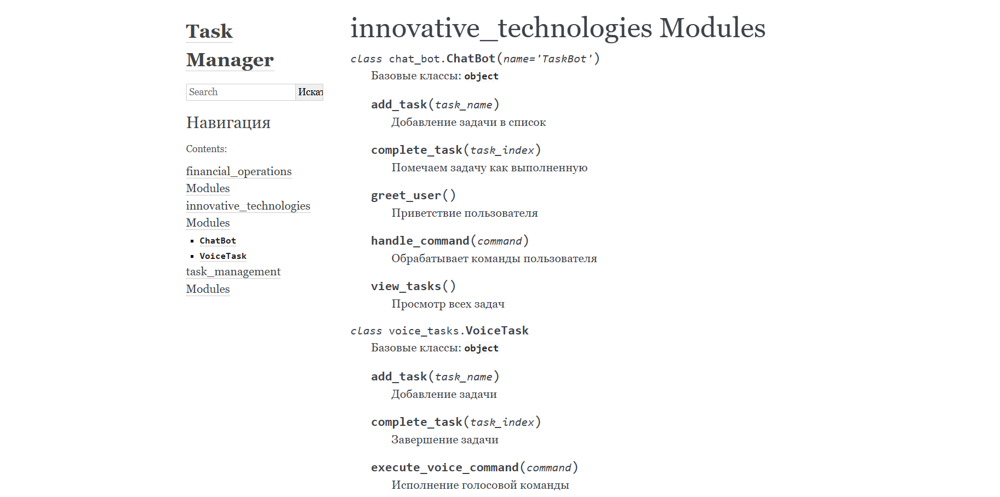 Task
Manager
Search
Искат
Навигация
Contents:
financial_operations
Modules
innovative_technologies
Modules
ChatBot
VoiceTask
task_management
Modules
innovative_technologies Modules
class chat_bot.ChatBot(name='TaskBot')
Базовые классы: object
add_task(task_name)
Добавление задачи в список
complete_task(task_index)
Помечаем задачу как выполненную
greet_user()
Приветствие пользователя
handle_command(command)
Обрабатывает команды пользователя
view_tasks()
Просмотр всех задач
class voice_tasks.VoiceTask
Базовые классы: object
add_task(task_name)
Добавление задачи
complete_task(task_index)
Завершение задачи
execute_voice_command(command)
Исполнение голосовой команды